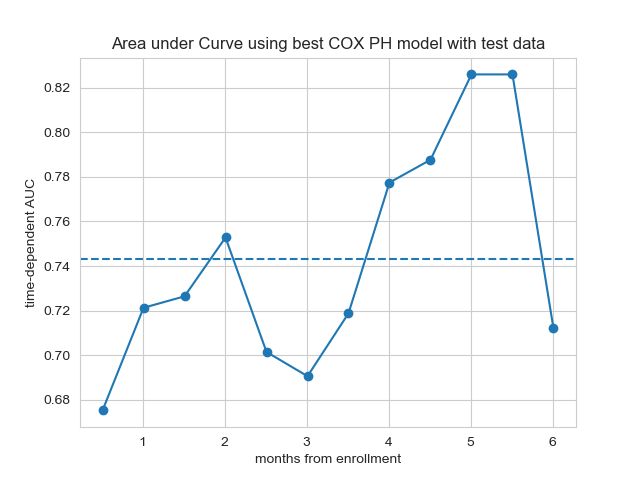 Area under Curve using best COX PH model with test data
time-dependent AUC
0.82
0.80
0.78
0.76
0.74
0.72
0.70
0.68
1 2 3 4 5 6
months from enrollment